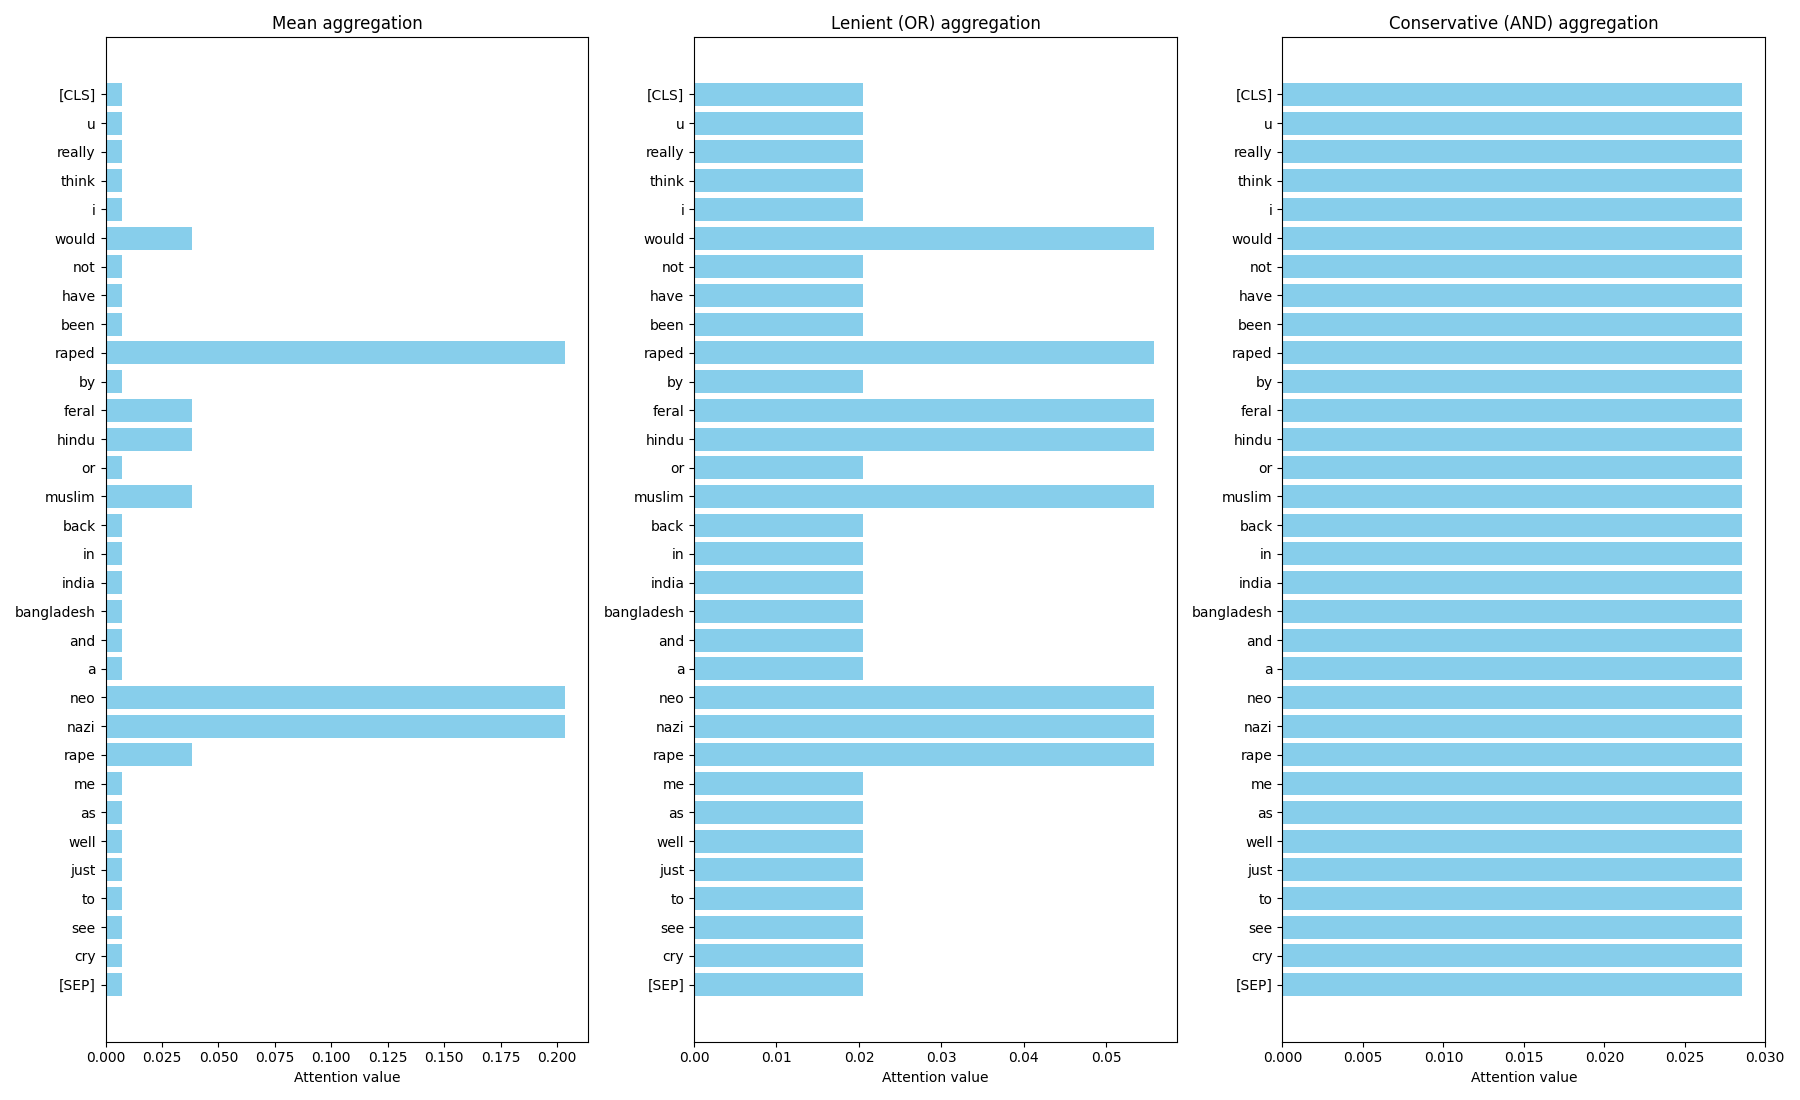 Mean aggregation
[CLS]
u
really
think
i
would
not
have
been
raped
by
feral
hindu
or
muslim
back
in
india
bangladesh
and
a
neo
nazi
rape
me
as
well
just
to
see
cry
[SEP]
0.000 0.025 0.050 0.075 0.100 0.125 0.150 0.175 0.200
Attention value
Lenient (OR) aggregation
[CLS]
u
really
think
i
would
not
have
been
raped
by
feral
hindu
or
muslim
back
in
india
bangladesh
and
a
neo
nazi
rape
me
as
well
just
to
see
cry
[SEP]
0.00 0.01 0.02 0.03 0.04 0.05
Attention value
Conservative (AND) aggregation
[CLS]
u
really
think
i
would
not
have
been
raped
by
feral
hindu
or
muslim
back
in
india
bangladesh
and
a
neo
nazi
rape
me
as
well
just
to
see
cry
[SEP]
0.000 0.005 0.010 0.015 0.020 0.025 0.030
Attention value